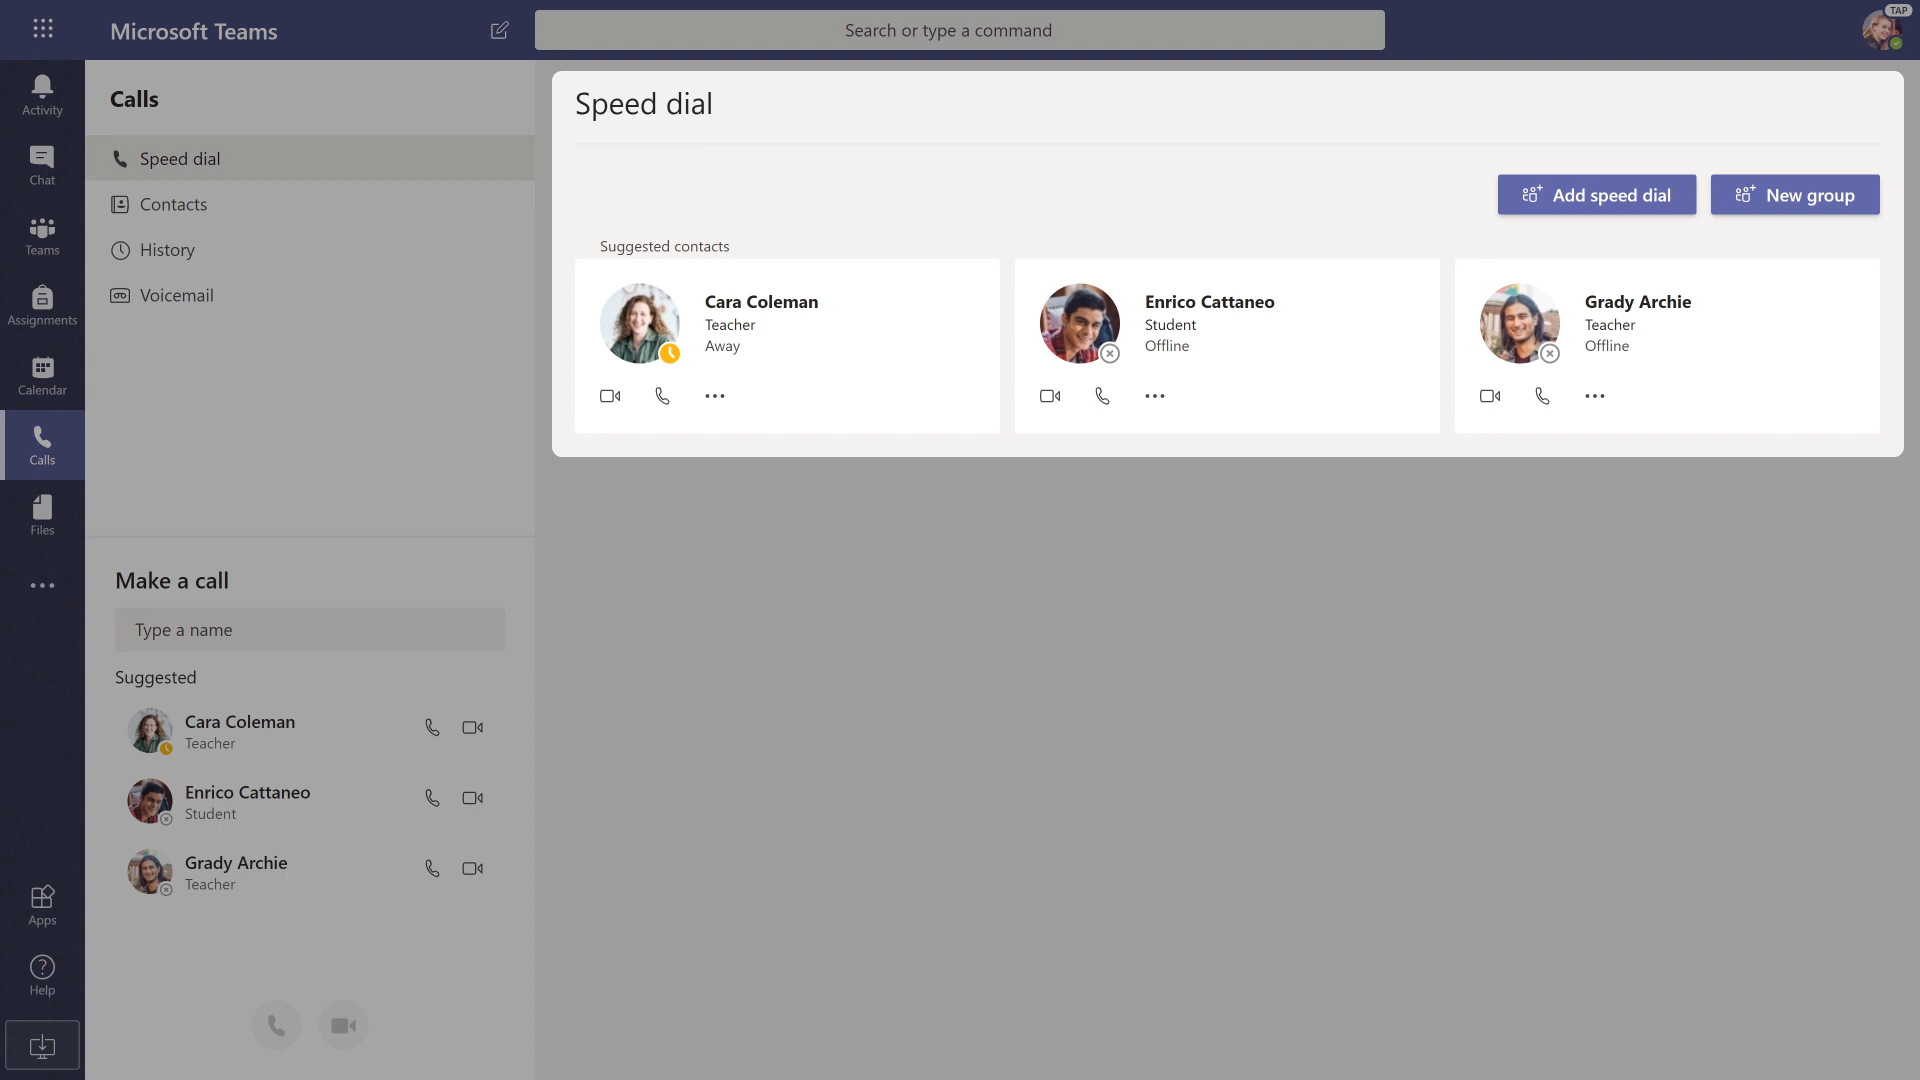 Microsoft Teams
Search or type a command
TAP
Activity
Chat
Teams
Assignments
Calendar
Calls
Files
Apps
Help
Calls
Speed dial
Contacts
History
Voicemail
Make a call
Type a name
Suggested
Cara Coleman
Teacher
Enrico Cattaneo
Student
Grady Archie
Teacher
Speed dial
Add speed dial
New group
Suggested contacts
Cara Coleman
Teacher
Away
Enrico Cattaneo
Student
Offline
Grady Archie
Teacher
Offline